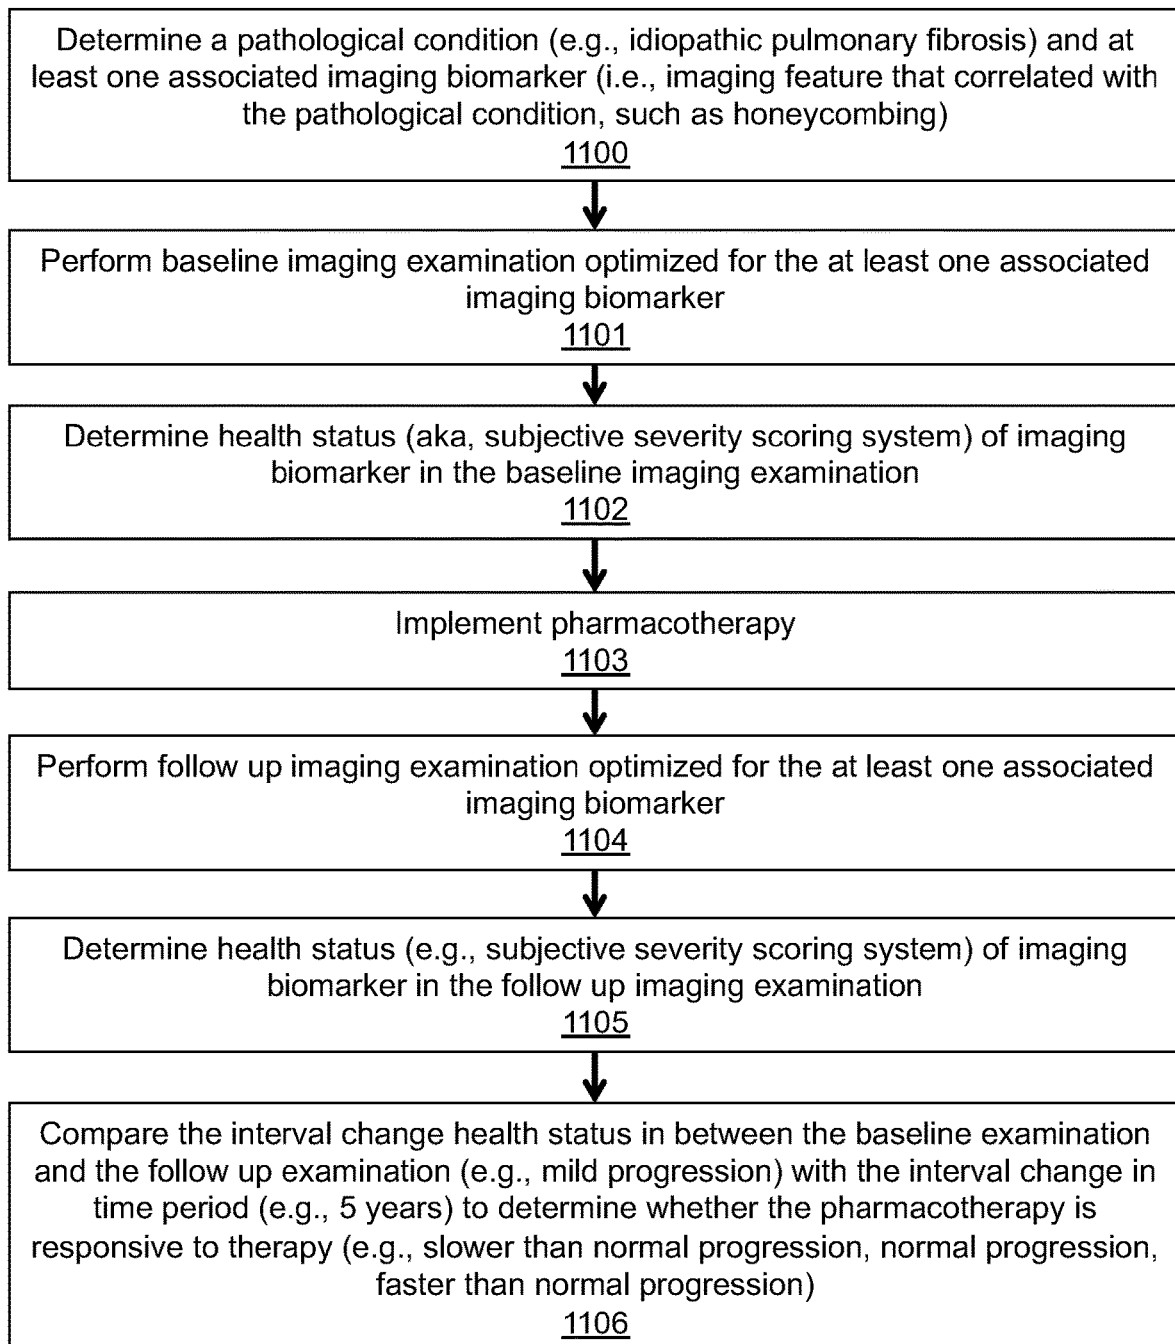 Determine a pathological condition (e.g., idiopathic pulmonary fibrosis) and at
least one associated imaging biomarker (i.e., imaging feature that correlated with
the pathological condition, such as honeycombing)
1100
Perform baseline imaging examination optimized for the at least one associated
imaging biomarker
1101
Determine health status (aka, subjective severity scoring system) of imaging
biomarker in the baseline imaging examination
1102
Implement pharmacotherapy
1103
Perform follow up imaging examination optimized for the at least one associated
imaging biomarker
1104
Determine health status (e.g., subjective severity scoring system) of imaging
biomarker in the follow up imaging examination
1105
Compare the interval change health status in between the baseline examination
and the follow up examination (e.g., mild progression) with the interval change in
time period (e.g., 5 years) to determine whether the pharmacotherapy is
responsive to therapy (e.g., slower than normal progression, normal progression,
faster than normal progression)
1106